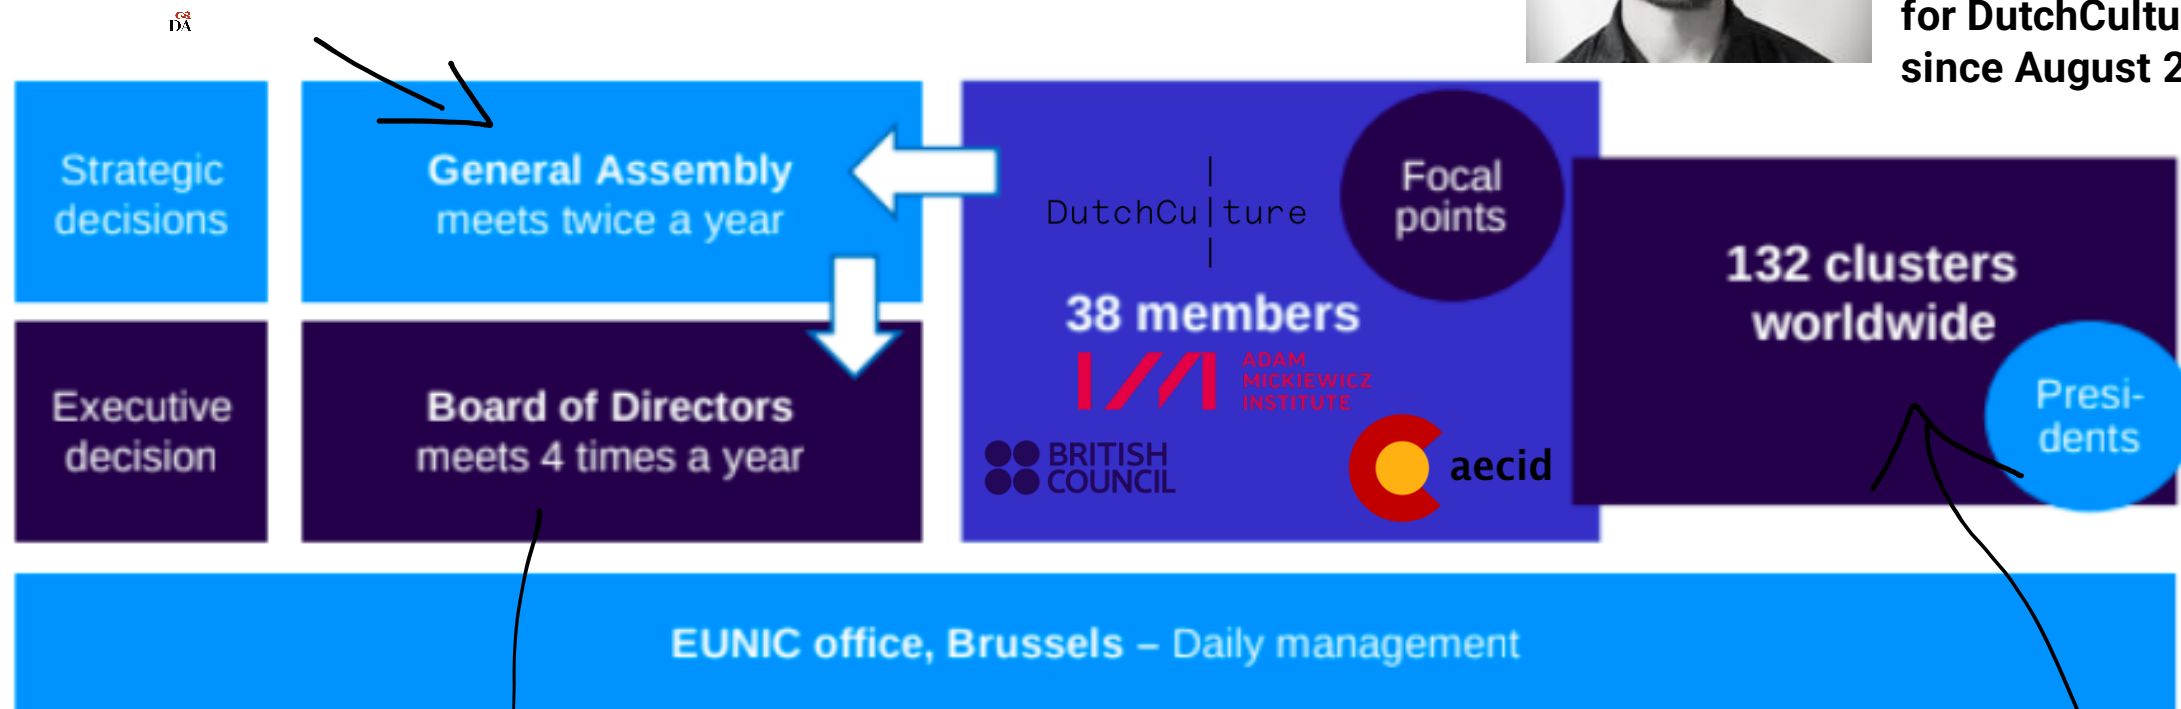 DA
for DutchCultu
since August 2
Strategic
decisions
General Assembly
meets twice a year
DutchCu|ture
Focal
points
38 members
ADAM
MICKIEWICZ
INSTITUTE
BRITISH
COUNCIL
aecid
132 clusters
worldwide
Presi-
dents
Executive
decision
Board of Directors
meets 4 times a year
EUNIC office, Brussels – Daily management